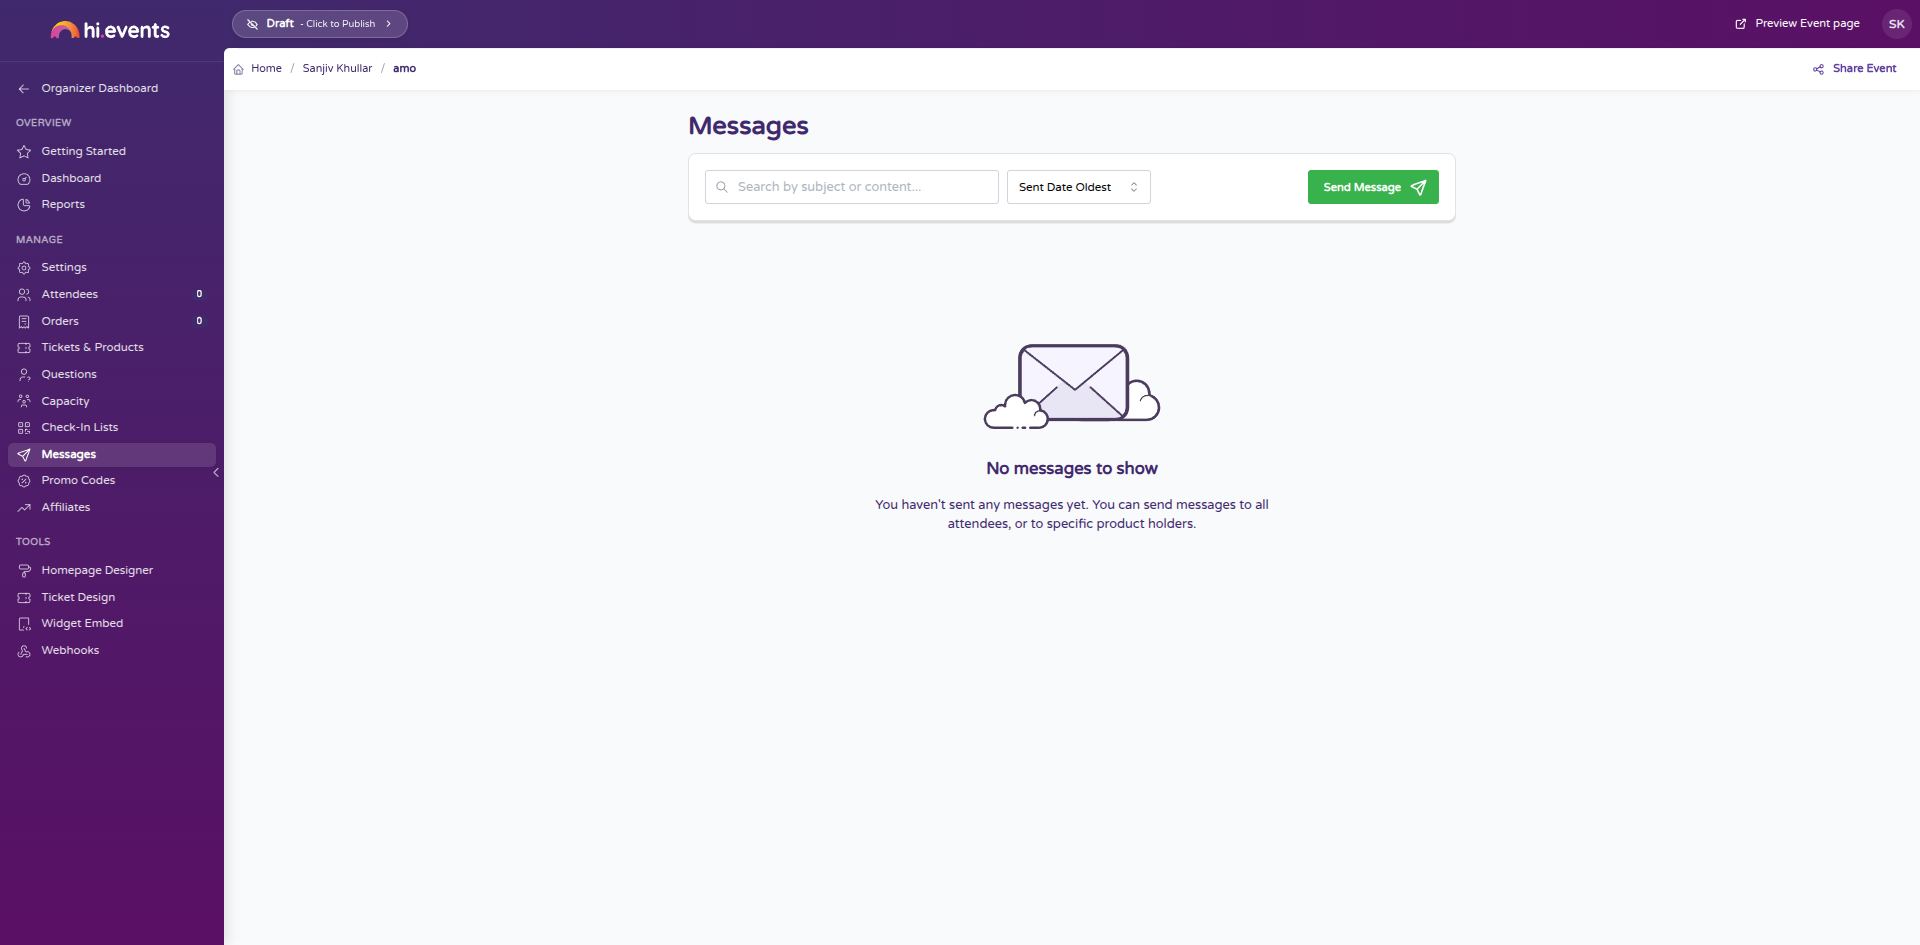 hi.events
Draft - Click to Publish
Preview Event page
SK
Home / Sanjiv Khullar / amo
Share Event
Organizer Dashboard
OVERVIEW
Getting Started
Dashboard
Reports
MANAGE
Settings
Attendees 0
Orders 0
Tickets & Products
Questions
Capacity
Check-In Lists
Messages
Promo Codes
Affiliates
TOOLS
Homepage Designer
Ticket Design
Widget Embed
Webhooks
Messages
Search by subject or content...
Sent Date Oldest
Send Message
No messages to show
You haven't sent any messages yet. You can send messages to all
attendees, or to specific product holders.